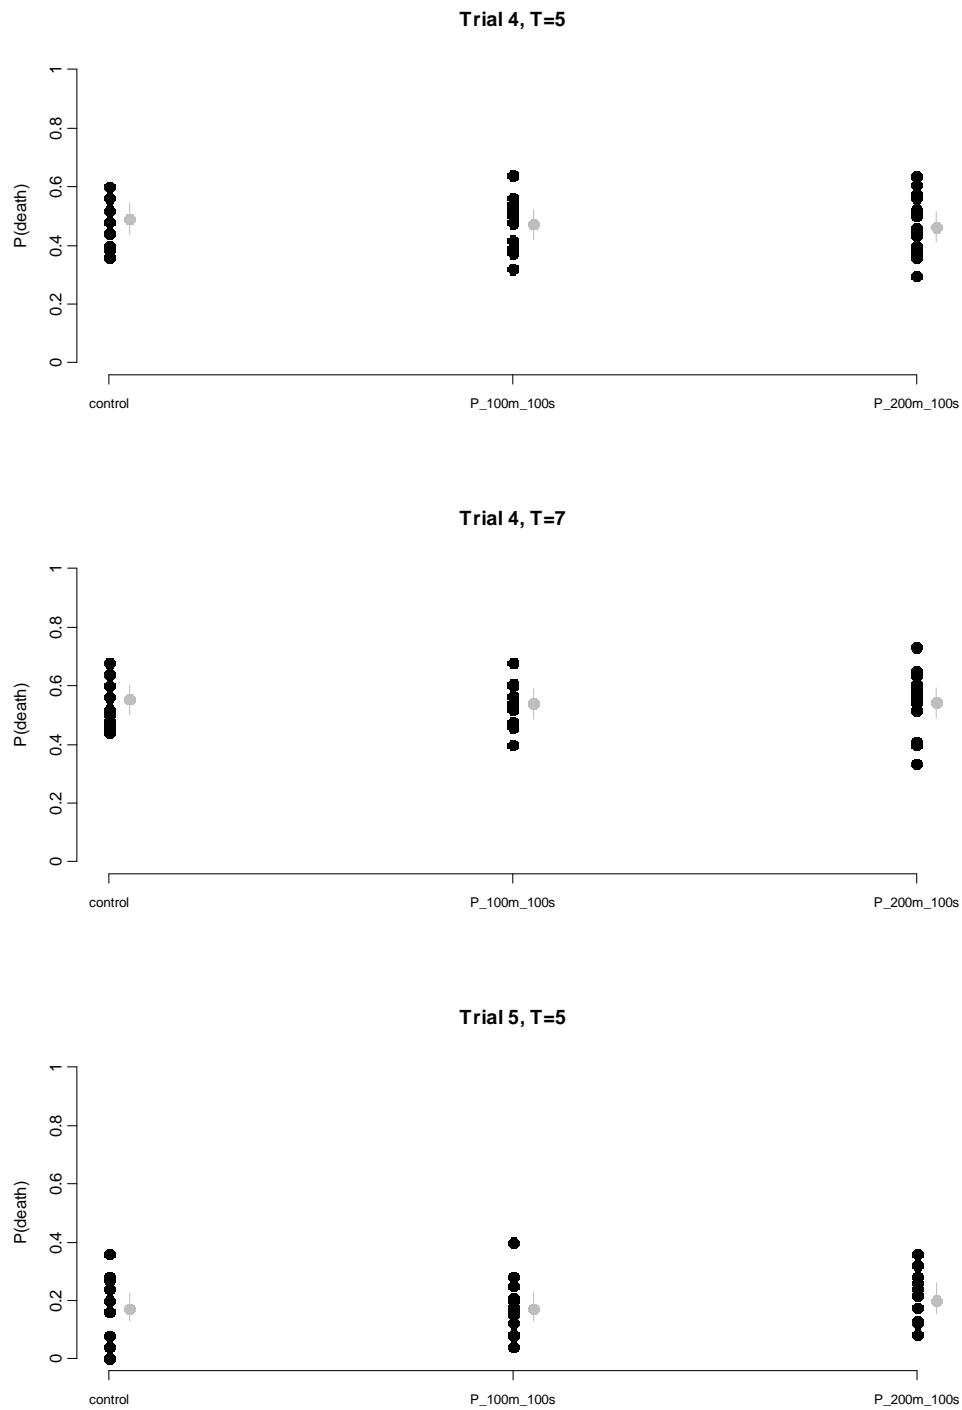 Trial 4, T=5
P(death)
1
0.8
0.6
0.4
0.2
0
control P_100m_100s P_200m_100s
Trial 4, T=7
P(death)
1
0.8
0.6
0.4
0.2
0
control P_100m_100s P_200m_100s
Trial 5, T=5
P(death)
1
0.8
0.6
0.4
0.2
0
control P_100m_100s P_200m_100s